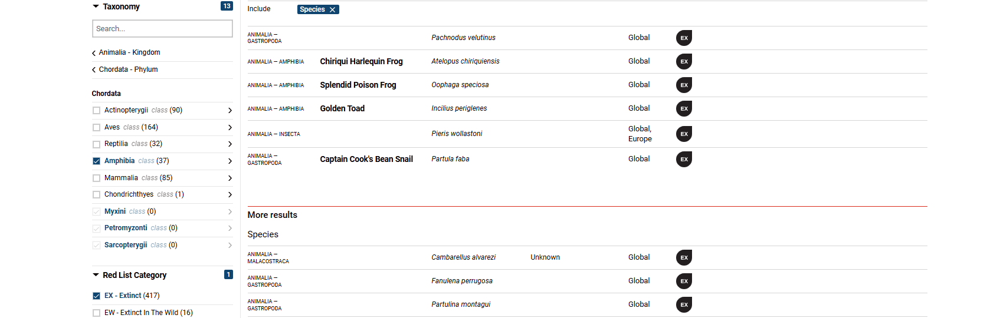 Taxonomy 13
Search...
Animalia - Kingdom
Chordata - Phylum
Chordata
Actinopterygii class (90)
Aves class (164)
Reptilia class (32)
Amphibia class (37)
Mammalia class (85)
Chondrichthyes class (1)
Myxini class (0)
Petromyzonti class (0)
Sarcopterygii class (0)
Red List Category 1
EX - Extinct (417)
EW - Extinct In The Wild (16)
Include Species
ANIMALIA —
GASTROPODA
Pachnodus velutinus Global EX
ANIMALIA — AMPHIBIA Chiriqui Harlequin Frog Atelopus chiriquiensis Global EX
ANIMALIA — AMPHIBIA Splendid Poison Frog Oophaga speciosa Global EX
ANIMALIA — AMPHIBIA Golden Toad Incilius periglenes Global EX
ANIMALIA — INSECTA Pieris wollastoni Global,
Europe
EX
ANIMALIA —
GASTROPODA
Captain Cook's Bean Snail Partula faba Global EX
More results
Species
ANIMALIA —
MALACOSTRACA
Cambarellus alvarezi Unknown Global EX
ANIMALIA —
GASTROPODA
Fanulena perrugosa Global EX
ANIMALIA —
GASTROPODA
Partulina montagui Global EX